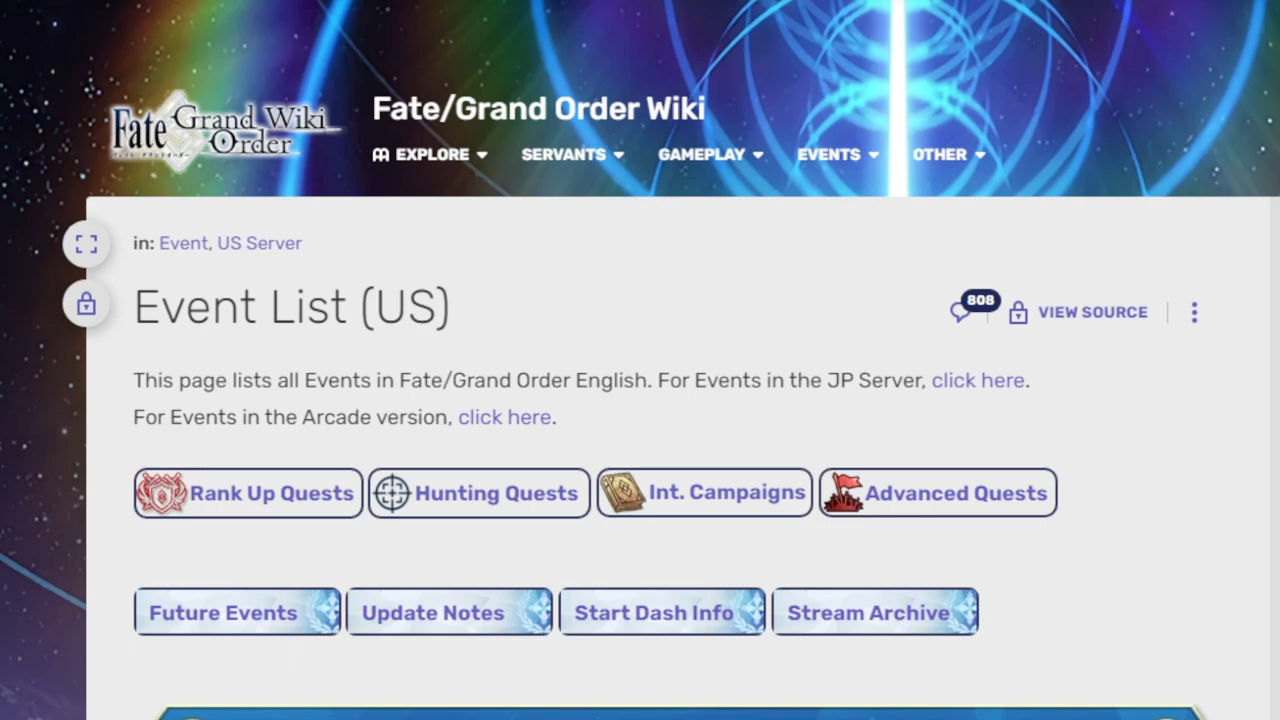 Fate/Grand Order Wiki
Fate Grand Wiki
Order
EXPLORE SERVANTS GAMEPLAY EVENTS OTHER
in: Event, US Server
Event List (US)
808
VIEW SOURCE
This page lists all Events in Fate/Grand Order English. For Events in the JP Server, click here.
For Events in the Arcade version, click here.
Rank Up Quests Hunting Quests Int. Campaigns Advanced Quests
Future Events Update Notes Start Dash Info Stream Archive